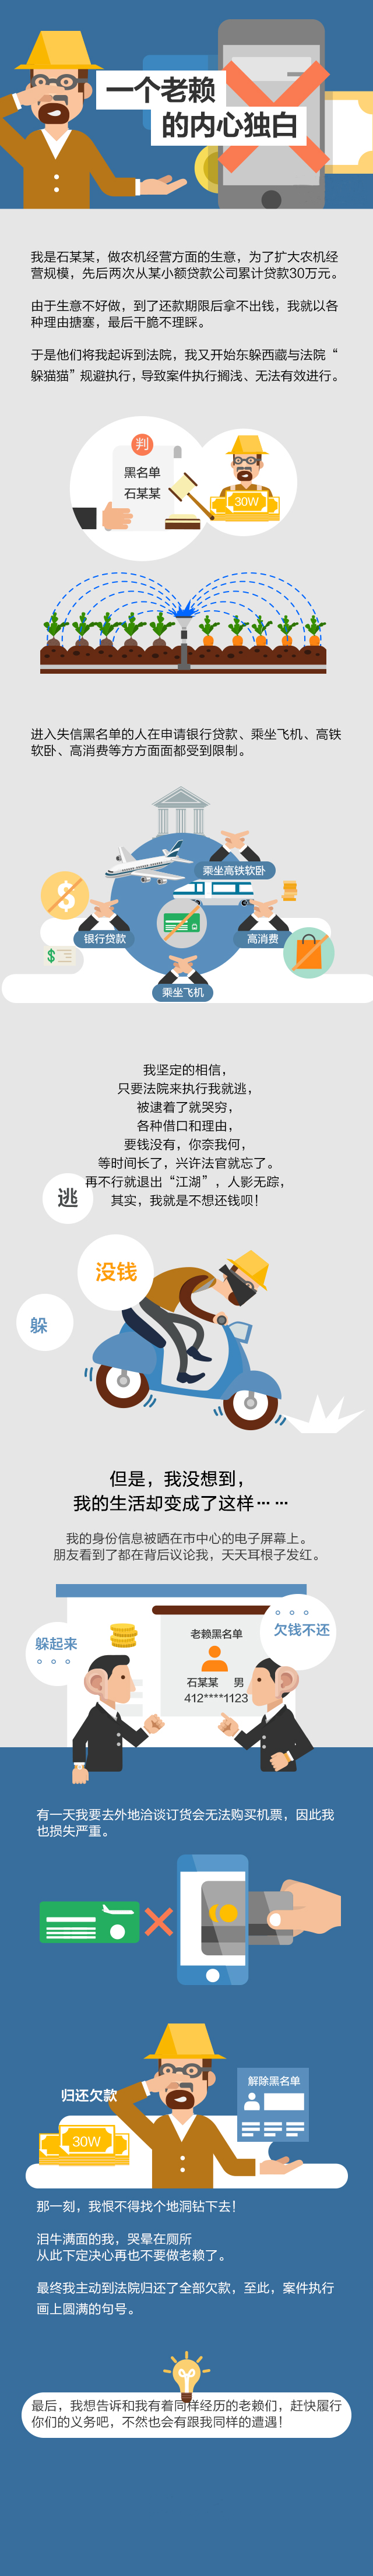 一个老赖
的内心独白
我是石某某，做农机经营方面的生意，为了扩大农机经
营规模，先后两次从某小额贷款公司累计贷款30万元。
由于生意不好做，到了还款期限后拿不出钱，我就以各
种理由搪塞，最后干脆不理睬。
于是他们将我起诉到法院，我又开始东躲西藏与法院“
躲猫猫”规避执行，导致案件执行搁浅、无法有效进行。
判
黑名单
石某某
30W
进入失信黑名单的人在申请银行贷款、乘坐飞机、高铁
软卧、高消费等方方面面都受到限制。
乘坐高铁软卧
银行贷款
高消费
乘坐飞机
我坚定的相信，
只要法院来执行我就逃，
被逮着了就哭穷，
各种借口和理由，
要钱没有，你奈我何，
等时间长了，兴许法官就忘了。
再不行就退出“江湖”，人影无踪，
其实，我就是不想还钱呗！
逃
没钱
躲
但是，我没想到，
我的生活却变成了这样……
我的身份信息被晒在市中心的电子屏幕上。
朋友看到了都在背后议论我，天天耳根子发红。
躲起来
。。。
老赖黑名单
石某某 男
412****1123
。。。
欠钱不还
有一天我要去外地洽谈订货会无法购买机票，因此我
也损失严重。
归还欠款
30W
解除黑名单
那一刻，我恨不得找个地洞钻下去！
泪牛满面的我，哭晕在厕所
从此下定决心再也不要做老赖了。
最终我主动到法院归还了全部欠款，至此，案件执行
画上圆满的句号。
最后，我想告诉和我有着同样经历的老赖们，赶快履行
你们的义务吧，不然也会有跟我同样的遭遇！